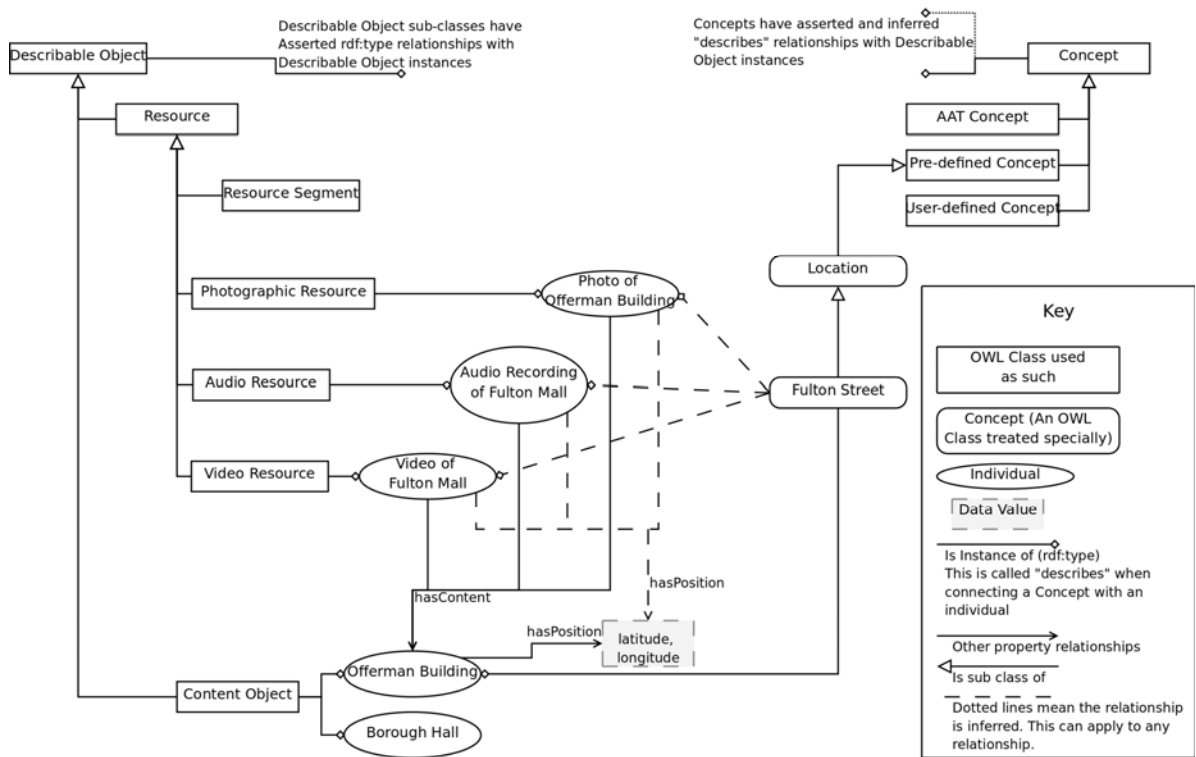 Describable Object sub-classes have
Asserted rdf:type relationships with
Describable Object instances
Concepts have asserted and inferred
"describes" relationships with Describable
Object instances
Describable Object
Concept
Resource
AAT Concept
Pre-defined Concept
User-defined Concept
Resource Segment
Location
Photographic Resource
Photo of
Offerman Building
Audio Resource
Audio Recording
of Fulton Mall
Fulton Street
Video Resource
Video of
Fulton Mall
hasContent
hasPosition
hasPosition
latitude,
longitude
Offerman Building
Content Object
Borough Hall
Key
OWL Class used
as such
Concept (An OWL
Class treated specially)
Individual
Data Value
Is Instance of (rdf:type)
This is called "describes" when
connecting a Concept with an
individual
Other property relationships
Is sub class of
Dotted lines mean the relationship
is inferred. This can apply to any
relationship.